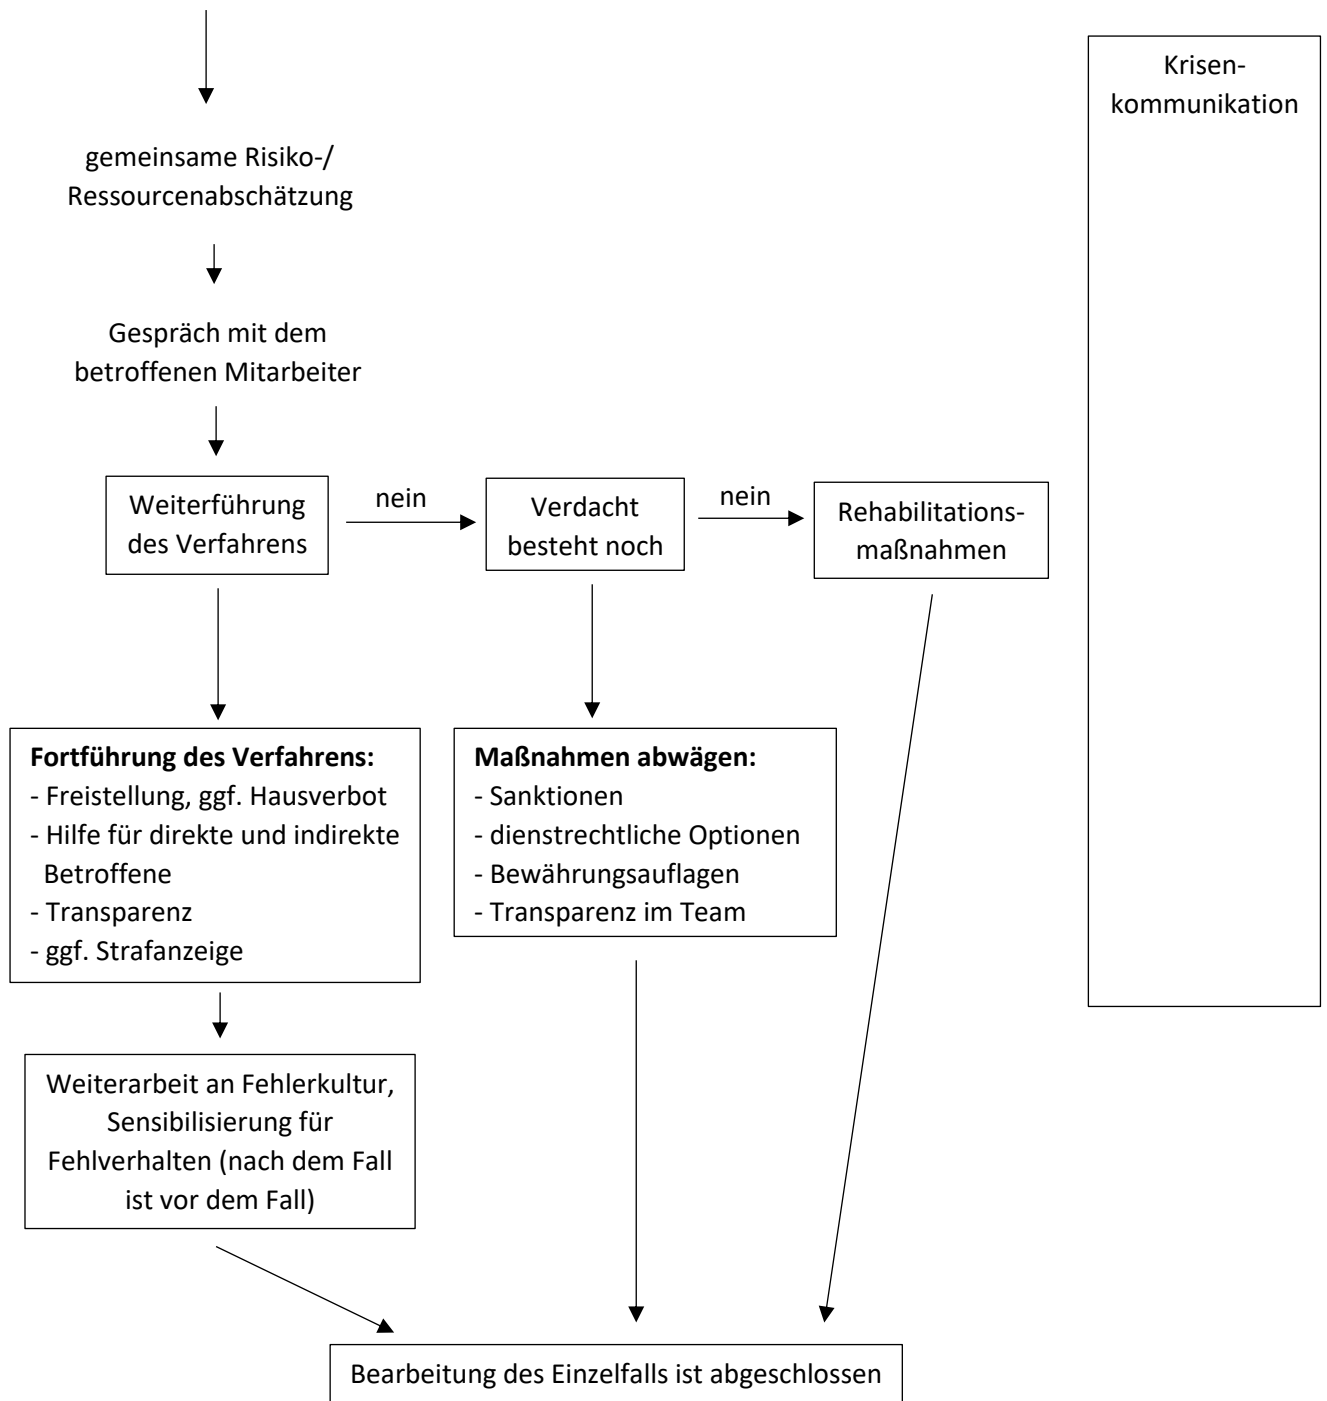 Krisen-
kommunikation
gemeinsame Risiko-/
Ressourcenabschätzung
Gespräch mit dem
betroffenen Mitarbeiter
Weiterführung
des Verfahrens
nein
Verdacht
besteht noch
nein
Rehabilitations-
maßnahmen
Fortführung des Verfahrens:
- Freistellung, ggf. Hausverbot
- Hilfe für direkte und indirekte
Betroffene
- Transparenz
- ggf. Strafanzeige
Maßnahmen abwägen:
- Sanktionen
- dienstrechtliche Optionen
- Bewährungsauflagen
- Transparenz im Team
Weiterarbeit an Fehlerkultur,
Sensibilisierung für
Fehlverhalten (nach dem Fall
ist vor dem Fall)
Bearbeitung des Einzelfalls ist abgeschlossen